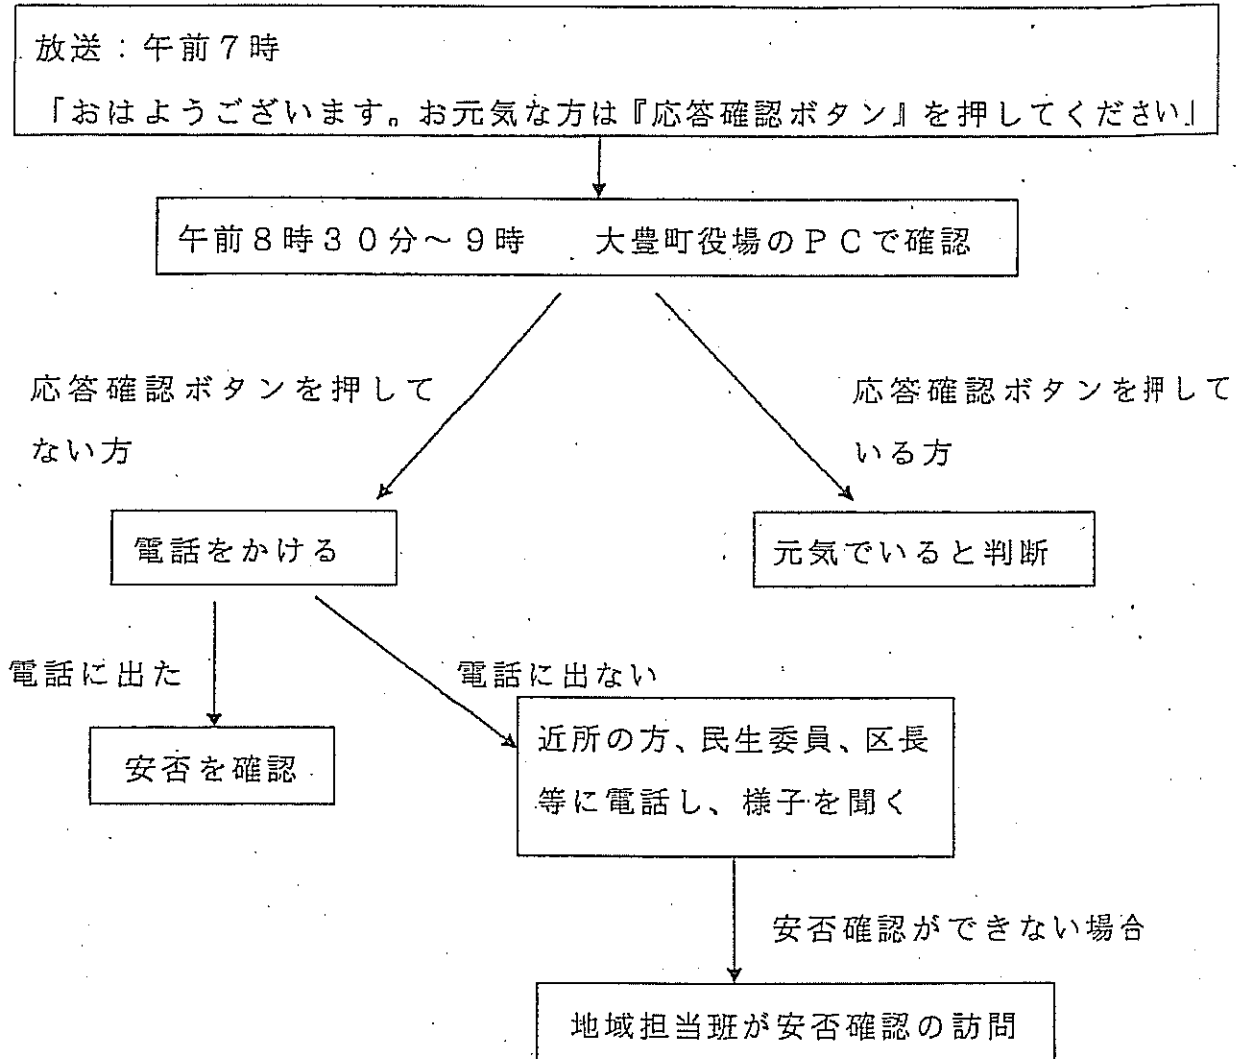 放送：午前７時
「おはようございます。お元気な方は『応答確認ボタン』を押してください」
午前８時３０分～９時　　大豊町役場のＰＣで確認
応答確認ボタンを押して
ない方
応答確認ボタンを押して
いる方
電話をかける
元気でいると判断
電話に出た
電話に出ない
安否を確認
近所の方、民生委員、区長
等に電話し、様子を聞く
安否確認ができない場合
地域担当班が安否確認の訪問